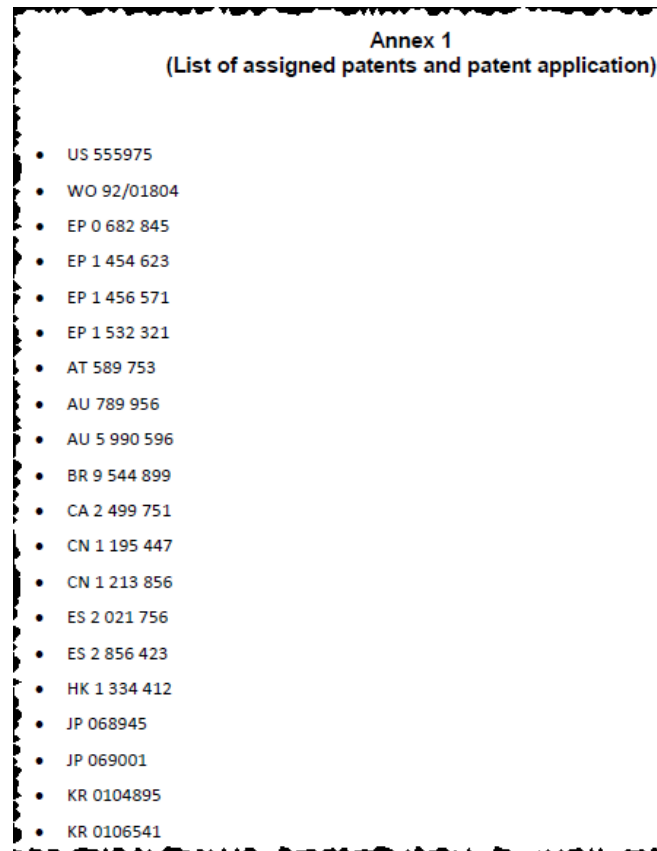 Annex 1
(List of assigned patents and patent application)
• US 555975
• WO 92/01804
• EP 0 682 845
• EP 1 454 623
• EP 1 456 571
• EP 1 532 321
• AT 589 753
• AU 789 956
• AU 5 990 596
• BR 9 544 899
• CA 2 499 751
• CN 1 195 447
• CN 1 213 856
• ES 2 021 756
• ES 2 856 423
• HK 1 334 412
• JP 068945
• JP 069001
• KR 0104895
• KR 0106541